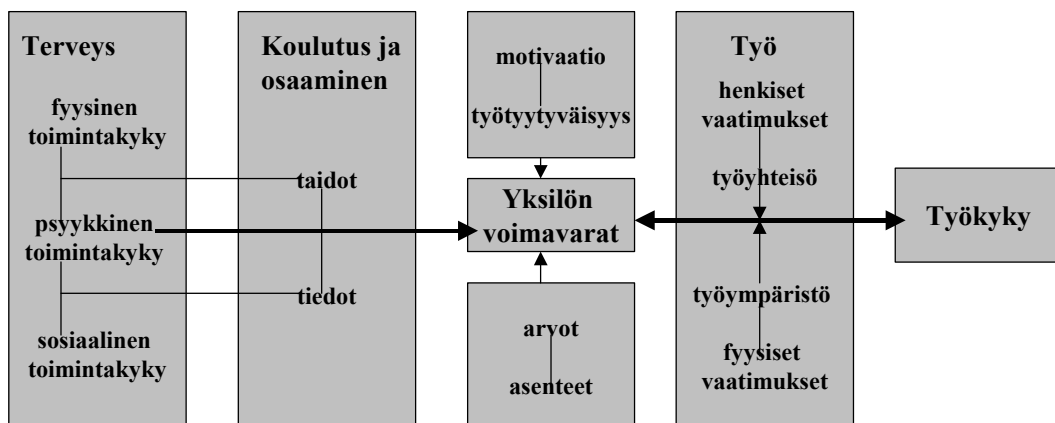 Terveys
fyysinen
toimintakyky
psyykkinen
toimintakyky
sosiaalinen
toimintakyky
Koulutus ja
osaaminen
taidot
tiedot
motivaatio
työtyytyväisyys
Yksilön
voimavarat
arvot
asenteet
Työ
henkiset
vaatimukset
työyhteisö
työympäristö
fyysiset
vaatimukset
Työkyky